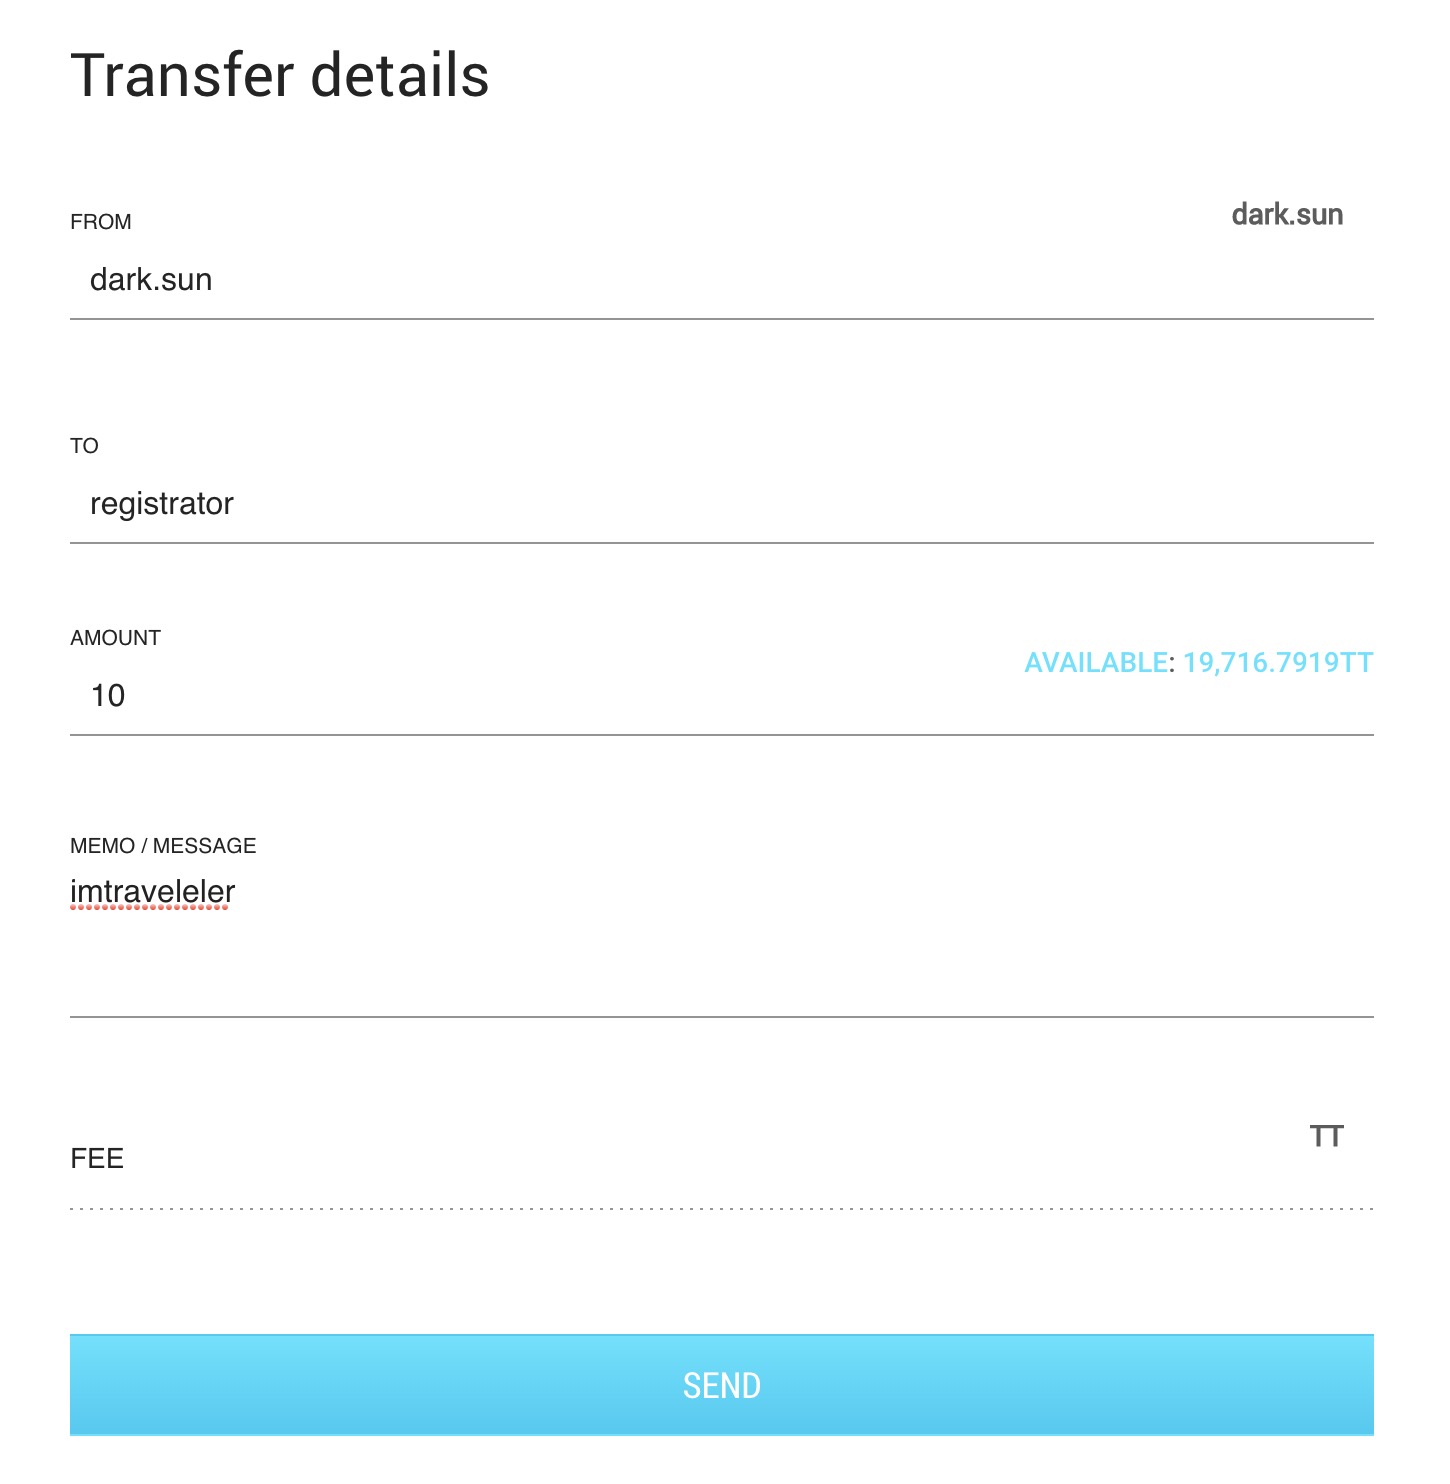 Transfer details
FROM
dark.sun
dark.sun
TO
registrator
AMOUNT
AVAILABLE: 19,716.7919TT
10
MEMO / MESSAGE
imtraveleler
TT
FEE
SEND